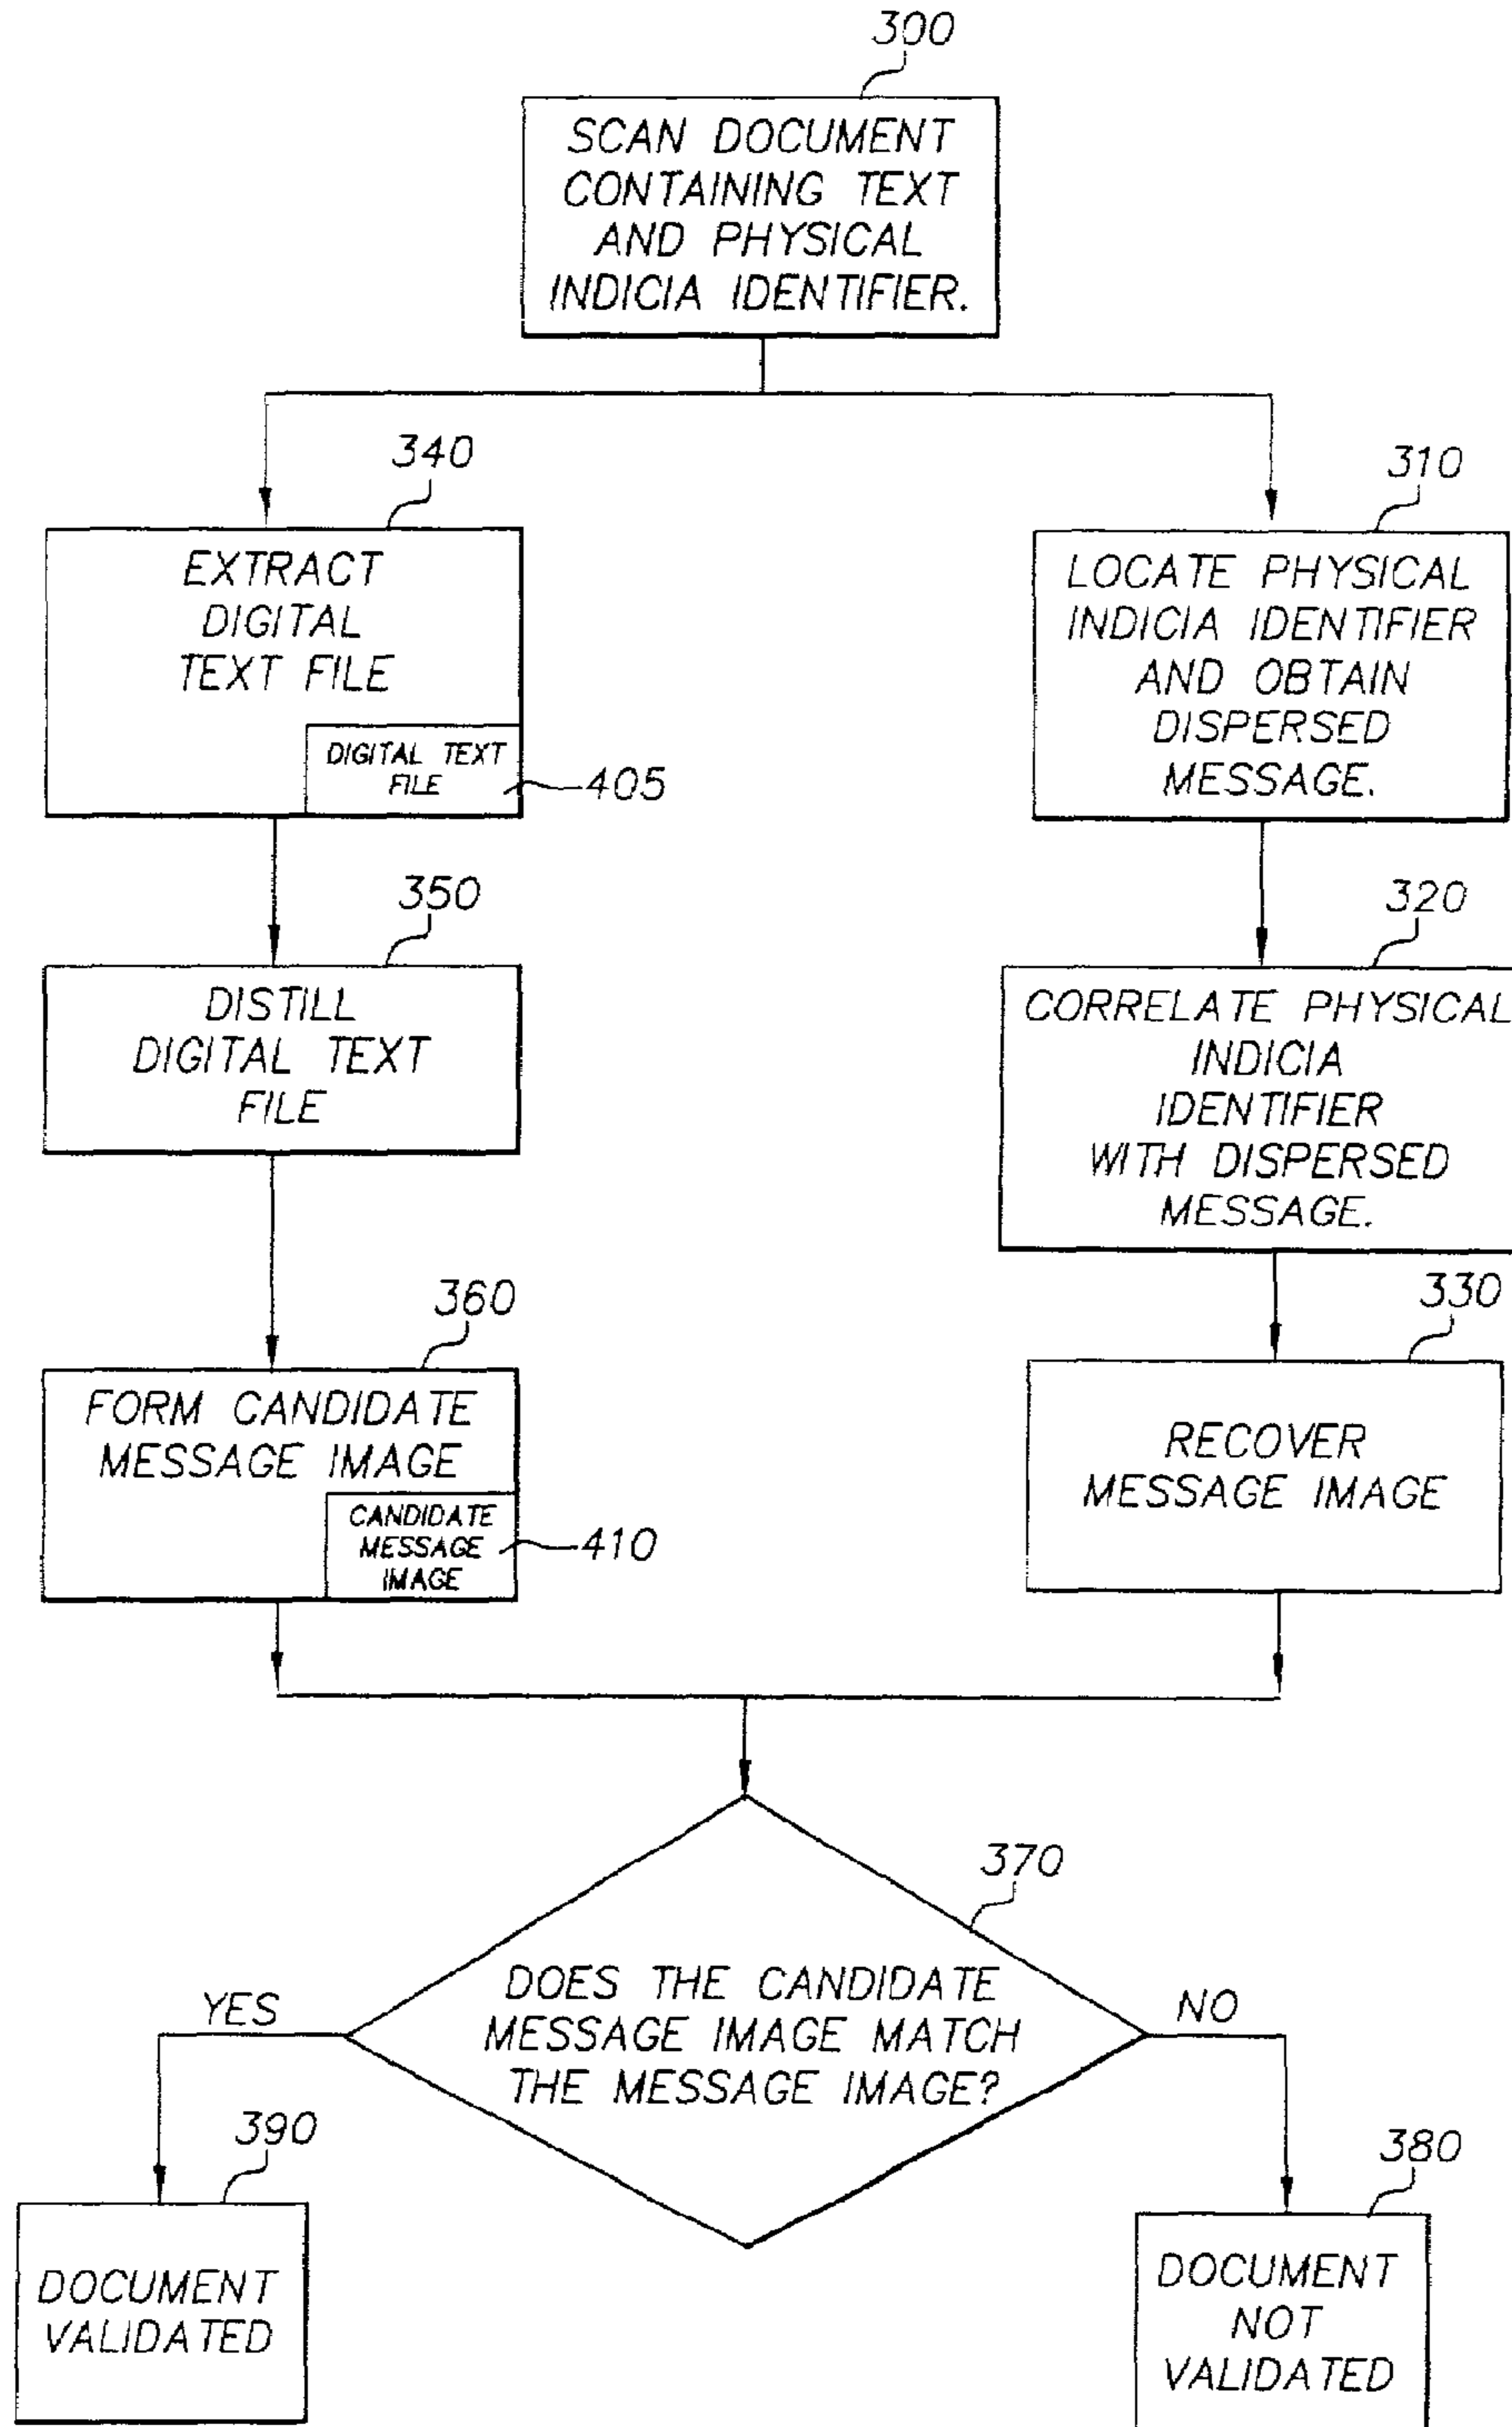 300
SCAN DOCUMENT
CONTAINING TEXT
AND PHYSICAL
INDICIA IDENTIFIER.
340
EXTRACT
DIGITAL
TEXT FILE
DIGITAL TEXT
FILE
405
310
LOCATE PHYSICAL
INDICIA IDENTIFIER
AND OBTAIN
DISPERSED
MESSAGE.
350
DISTILL
DIGITAL TEXT
FILE
320
CORRELATE PHYSICAL
INDICIA
IDENTIFIER
WITH DISPERSED
MESSAGE.
360
FORM CANDIDATE
MESSAGE IMAGE
CANDIDATE
MESSAGE
IMAGE
410
330
RECOVER
MESSAGE IMAGE
370
DOES THE CANDIDATE
MESSAGE IMAGE MATCH
THE MESSAGE IMAGE?
YES
NO
390
DOCUMENT
VALIDATED
380
DOCUMENT
NOT
VALIDATED